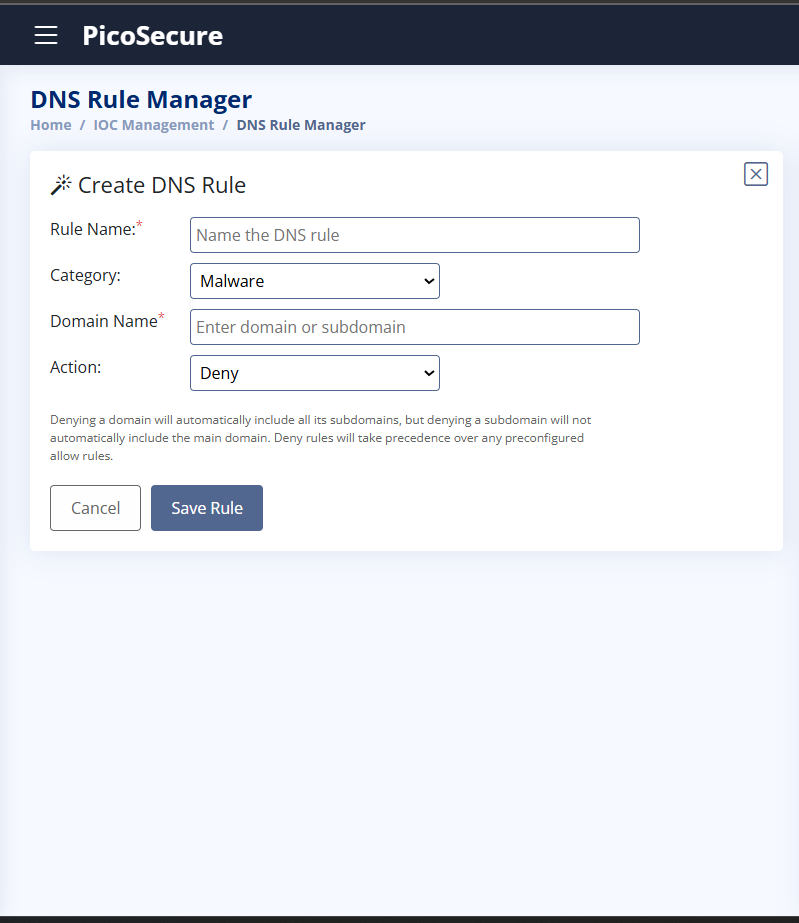 PicoSecure
DNS Rule Manager
Home / IOC Management / DNS Rule Manager
Create DNS Rule
Rule Name:*
Name the DNS rule
Category:
Malware
Domain Name*
Enter domain or subdomain
Action:
Deny
Denying a domain will automatically include all its subdomains, but denying a subdomain will not
automatically include the main domain. Deny rules will take precedence over any preconfigured
allow rules.
Cancel
Save Rule